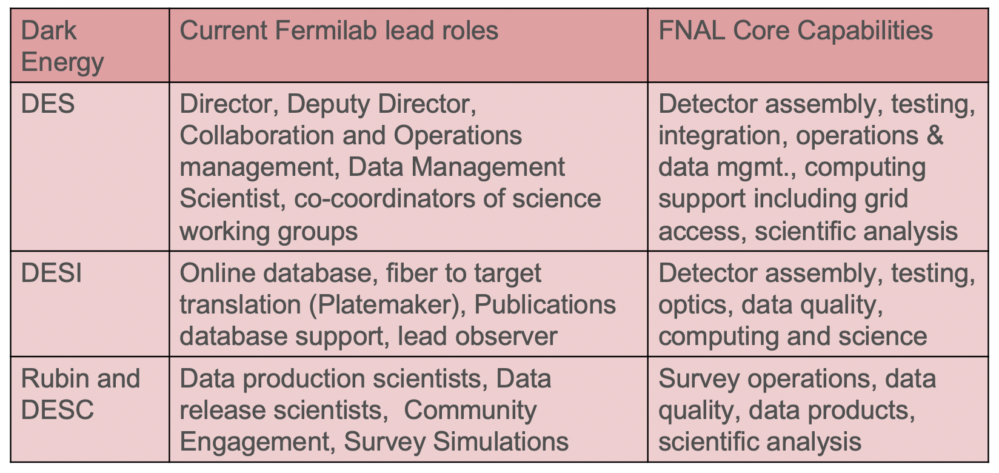 Dark
Energy
Current Fermilab lead roles
FNAL Core Capabilities
DES
Director, Deputy Director,
Collaboration and Operations
management, Data Management
Scientist, co-coordinators of science
working groups
Detector assembly, testing,
integration, operations &
data mgmt., computing
support including grid
access, scientific analysis
DESI
Online database, fiber to target
translation (Platemaker), Publications
database support, lead observer
Detector assembly, testing,
optics, data quality,
computing and science
Rubin and
DESC
Data production scientists, Data
release scientists,  Community
Engagement, Survey Simulations
Survey operations, data
quality, data products,
scientific analysis